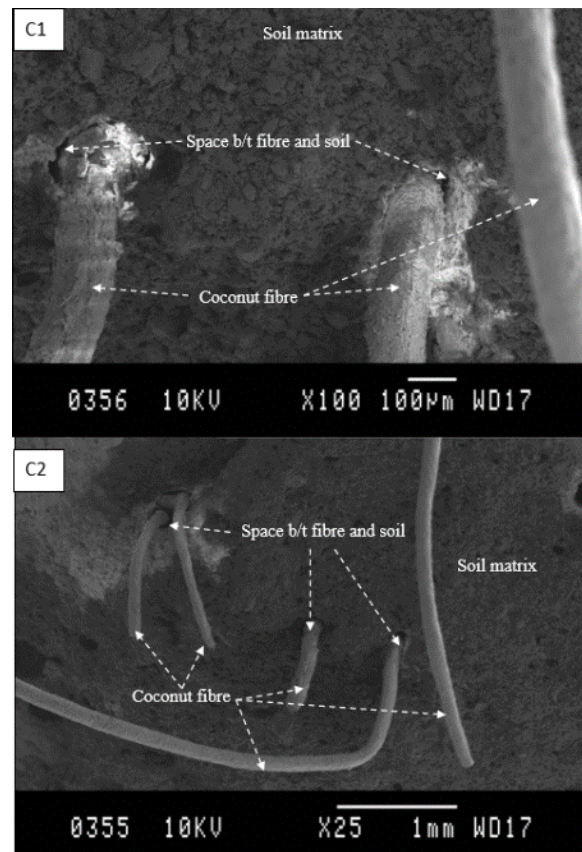 C1
Soil matrix
Space b/t fibre and soil
Coconut fibre
0356 10KV X100 100µm WD17
C2
Space b/t fibre and soil
Soil matrix
Coconut fibre
0355 10KV X25 1mm WD17